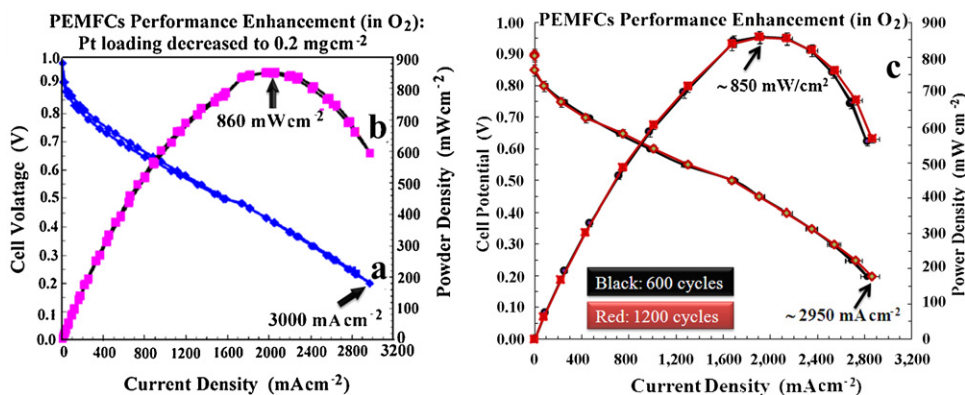 PEMFCs Performance Enhancement (in O2):
Pt loading decreased to 0.2 mgcm-2
Cell Volatage (V)
1.0
0.9
0.8
0.7
0.6
0.5
0.4
0.3
0.2
0.1
0.0
860 mWcm-2
b
a
3000 mAcm-2
900
800
700
600
500
400
300
200
100
0
Powder Density (mWcm-2)
0 400 800 1200 1600 2000 2400 2800 3200
Current Density (mAcm-2)
PEMFCs Performance Enhancement (in O2)
Cell Potential (V)
1.00
0.90
0.80
0.70
0.60
0.50
0.40
0.30
0.20
0.10
0.00
c
~850 mW/cm2
Black: 600 cycles
Red: 1200 cycles
~2950 mAcm-2
900
800
700
600
500
400
300
200
100
0
Power Density (mW cm-2)
0 400 800 1,200 1,600 2,000 2,400 2,800 3,200
Current Density (mAcm-2)